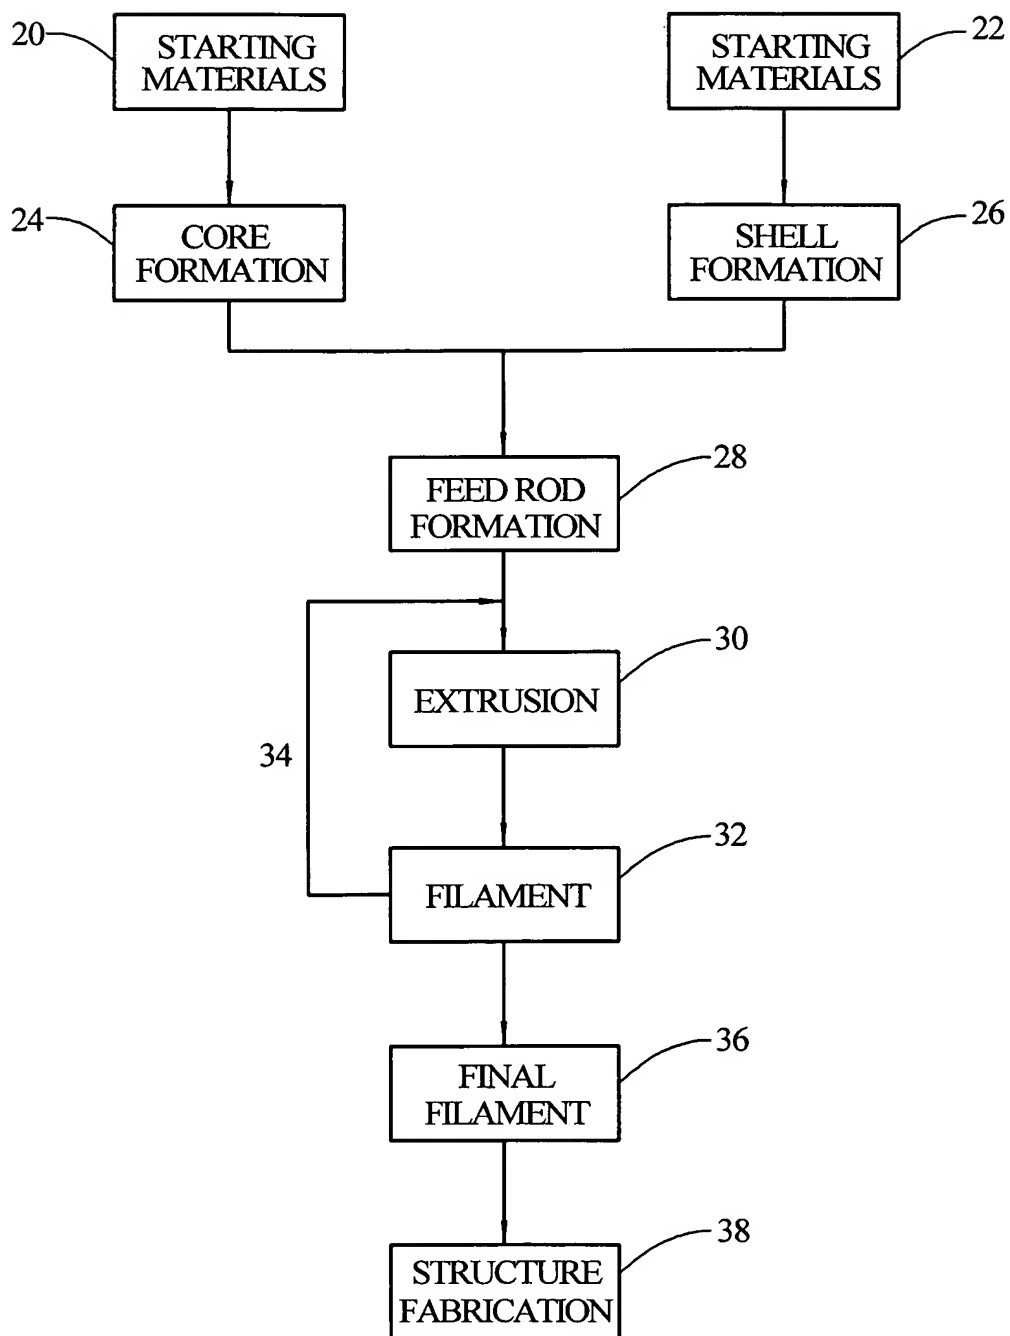 20
STARTING
MATERIALS
22
STARTING
MATERIALS
24
CORE
FORMATION
26
SHELL
FORMATION
28
FEED ROD
FORMATION
30
EXTRUSION
34
32
FILAMENT
36
FINAL
FILAMENT
38
STRUCTURE
FABRICATION